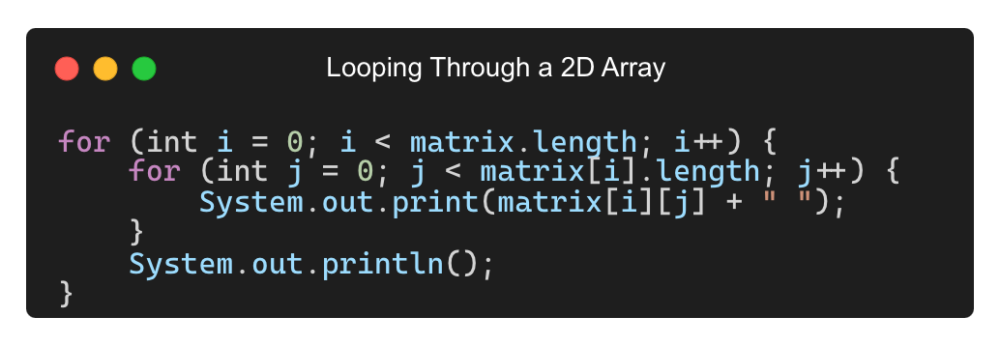 Looping Through a 2D Array
for (int i = 0; i < matrix.length; i++) {
    for (int j = 0; j < matrix[i].length; j++) {
        System.out.print(matrix[i][j] + " ");
    }
    System.out.println();
}